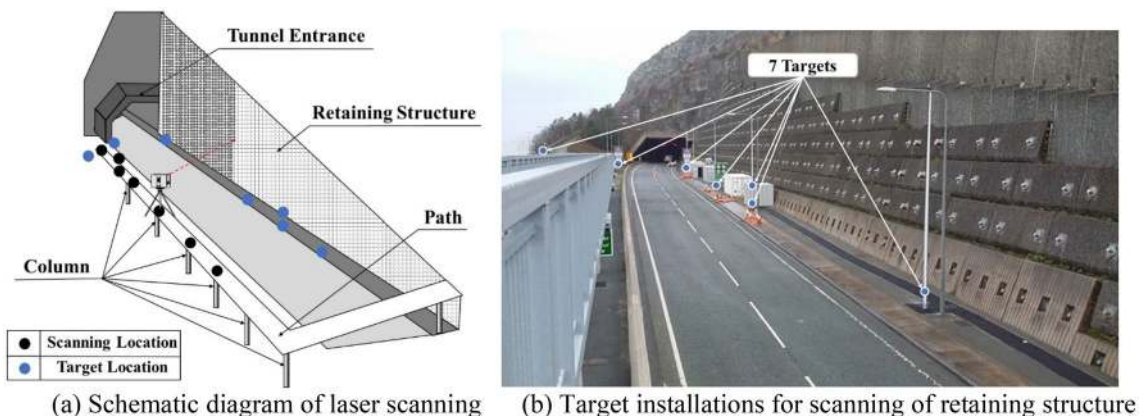 Tunnel Entrance
Retaining Structure
Path
Column
Scanning Location
Target Location
7 Targets
(a) Schematic diagram of laser scanning
(b) Target installations for scanning of retaining structure